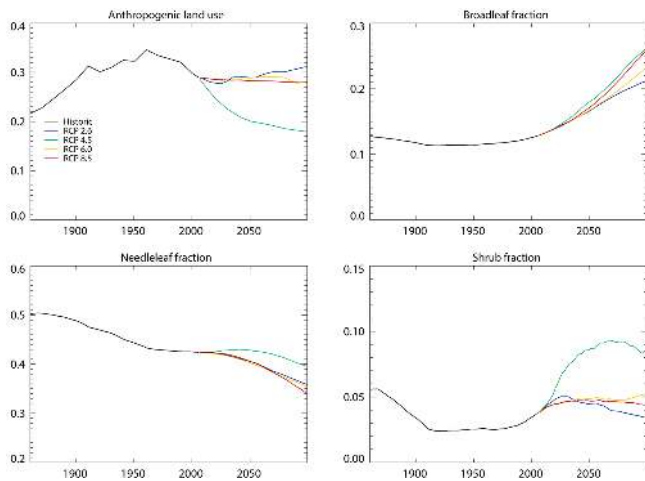 Anthropogenic land use
0.4
0.3
0.2
0.1
0.0
Historic
RCP 2.6
RCP 4.5
RCP 6.0
RCP 8.5
1900 1950 2000 2050
Broadleaf fraction
0.3
0.2
0.1
0.0
1900 1950 2000 2050
Needleleaf fraction
0.6
0.5
0.4
0.3
0.2
1900 1950 2000 2050
Shrub fraction
0.15
0.10
0.05
0.00
1900 1950 2000 2050